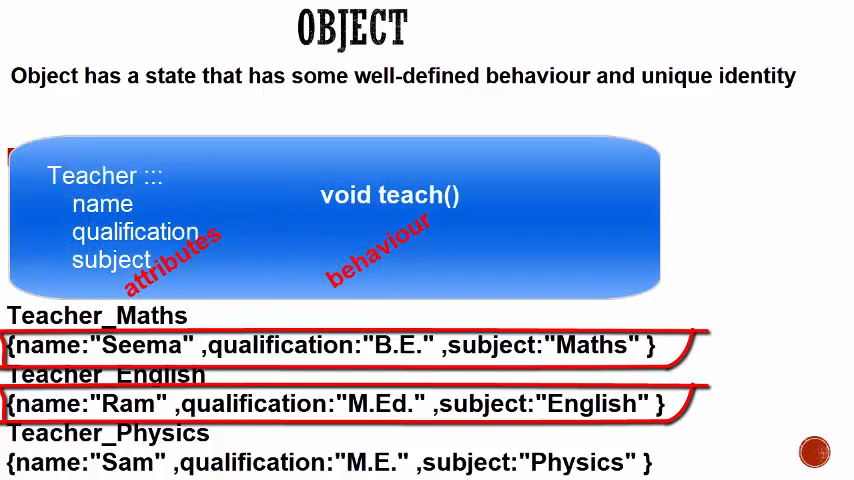 OBJECT
Object has a state that has some well-defined behaviour and unique identity
Teacher :::
name
qualification
subject
attributes
void teach()
behaviour
Teacher_Maths
{name:"Seema" ,qualification:"B.E." ,subject:"Maths" }
Teacher_English
{name:"Ram" ,qualification:"M.Ed." ,subject:"English" }
Teacher_Physics
{name:"Sam" ,qualification:"M.E." ,subject:"Physics" }